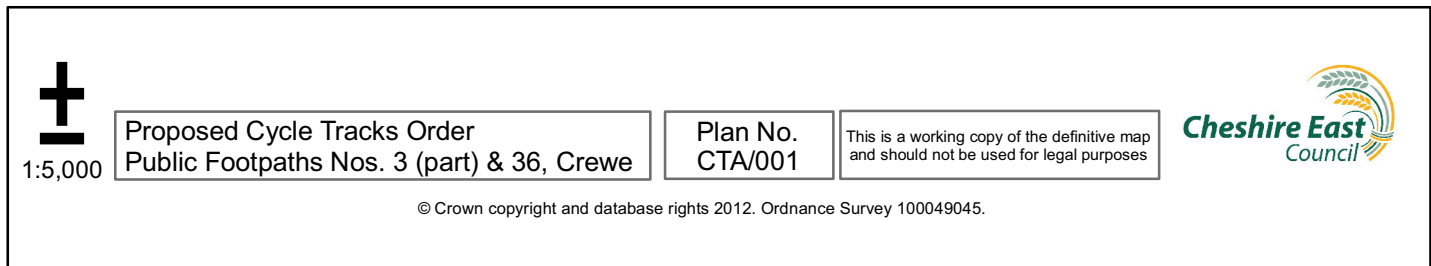 ±
1:5,000
Proposed Cycle Tracks Order
Public Footpaths Nos. 3 (part) & 36, Crewe
Plan No.
CTA/001
This is a working copy of the definitive map
and should not be used for legal purposes
Cheshire East
Council
© Crown copyright and database rights 2012. Ordnance Survey 100049045.